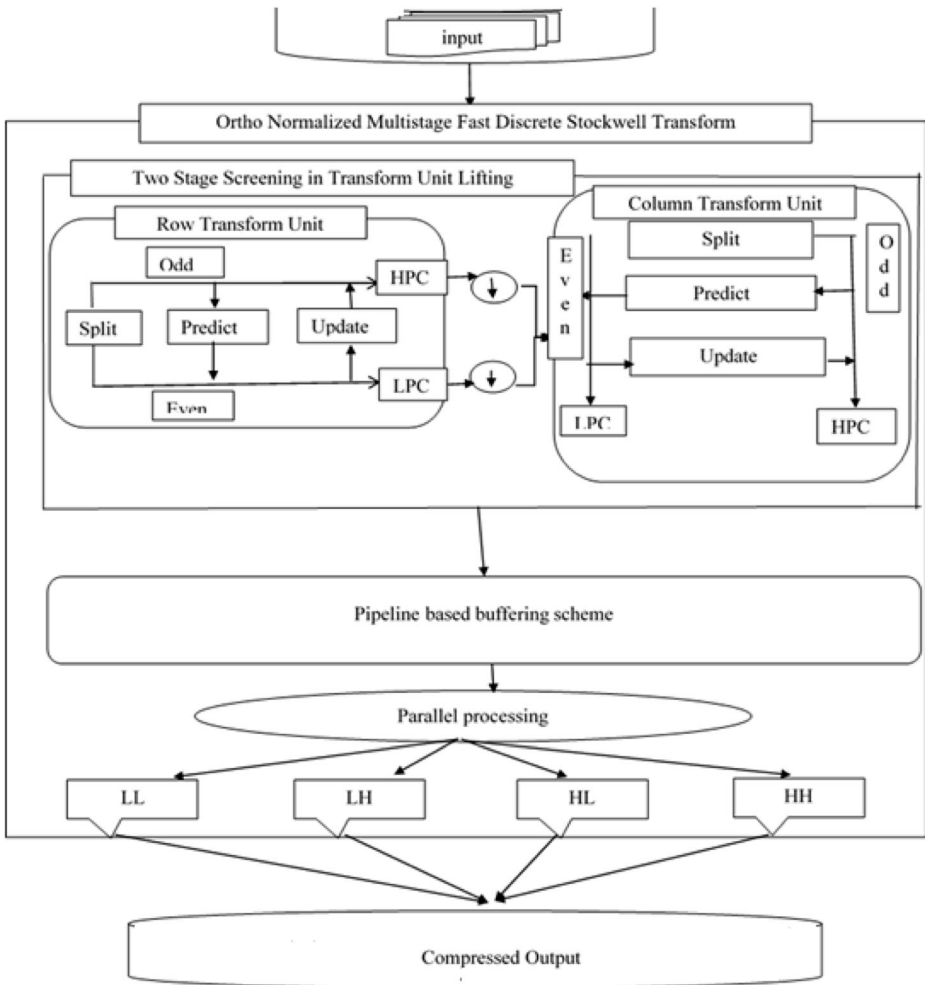 input
Ortho Normalized Multistage Fast Discrete Stockwell Transform
Two Stage Screening in Transform Unit Lifting
Row Transform Unit
Odd
Split
Predict
Update
Even
HPC
LPC
Column Transform Unit
Even
Split
Predict
Update
Odd
LPC
HPC
Pipeline based buffering scheme
Parallel processing
LL
LH
HL
HH
Compressed Output